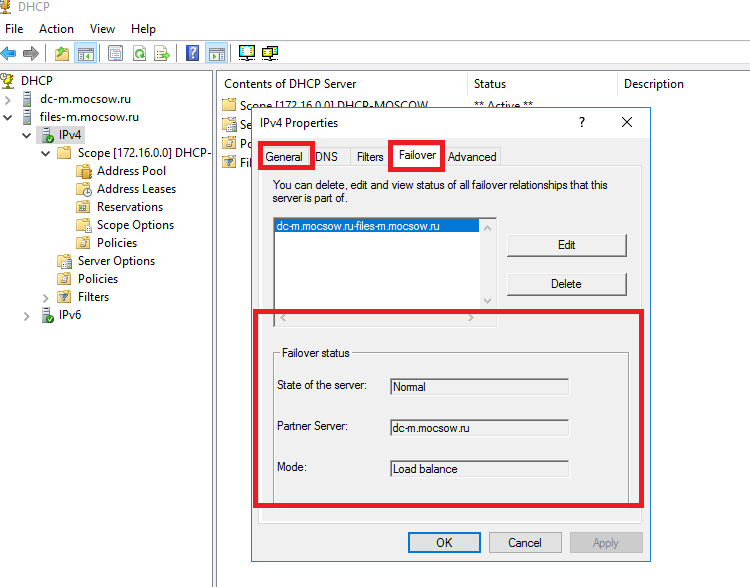 DHCP
File Action View Help
DHCP
dc-m.mocsow.ru
files-m.mocsow.ru
IPv4
Scope [172.16.0.0] DHCP-
Address Pool
Address Leases
Reservations
Scope Options
Policies
Server Options
Policies
Filters
IPv6
Contents of DHCP Server Status Description
Scope [172.16.0.0] DHCP-MOSCOW ** Active **
Se
Po
Fil
IPv4 Properties
General DNS Filters Failover Advanced
You can delete, edit and view status of all failover relationships that this
server is part of.
dc-m.mocsow.ru-files-m.mocsow.ru
Edit
Delete
Failover status
State of the server: Normal
Partner Server: dc-m.mocsow.ru
Mode: Load balance
OK Cancel Apply